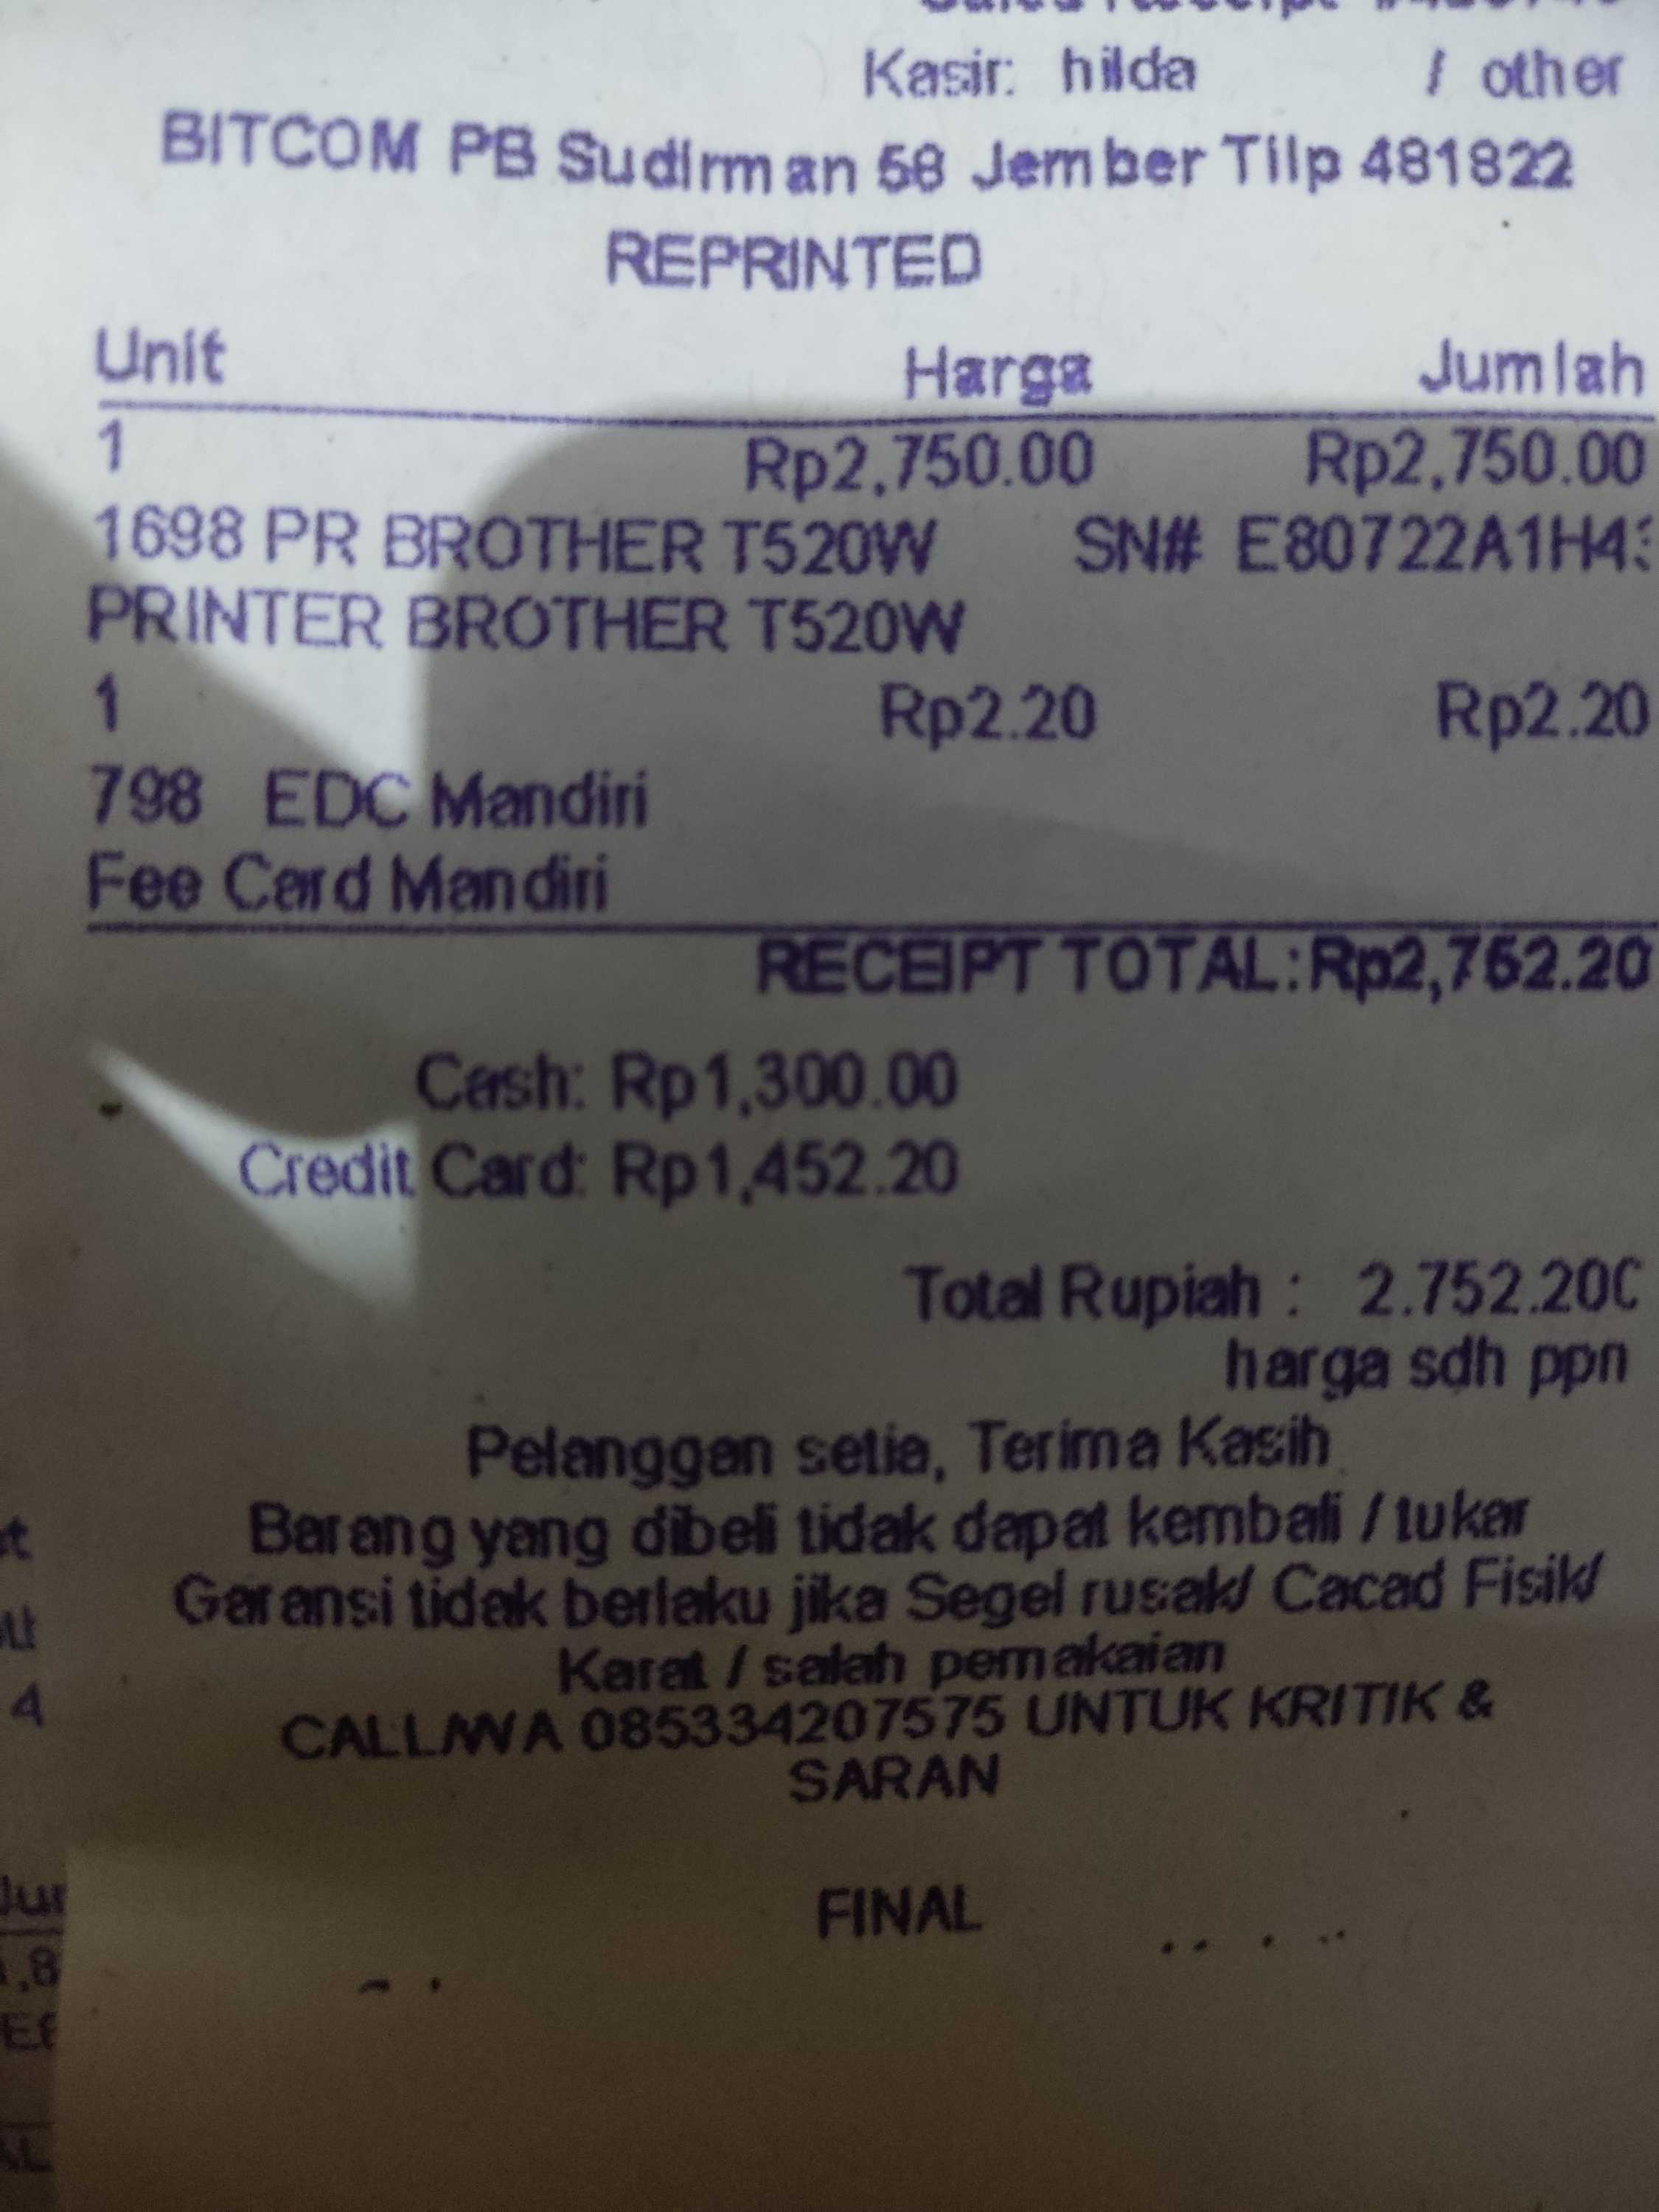 Sales Receipt
Kasir: hilda / other
BITCOM PB Sudirman 58 Jember Tllp 481822
REPRINTED
Unit Harga Jumlah
1 Rp2,750.00 Rp2,750.00
1698 PR BROTHER T520W SN# E80722A1H43
PRINTER BROTHER T520W
1 Rp2.20 Rp2.20
798 EDC Mandiri
Fee Card Mandiri
RECEIPT TOTAL: Rp2,752.20
Cash: Rp1,300.00
Credit Card: Rp1,452.20
Total Rupiah : 2.752.200
harga sdh ppn
Pelanggan setia, Terima Kasih
Barang yang dibeli tidak dapat kembali / tukar
Garansi tidak berlaku jika Segel rusak/ Cacad Fisik/
Karat / salah pemakaian
CALL/WA 085334207575 UNTUK KRITIK &
SARAN
FINAL